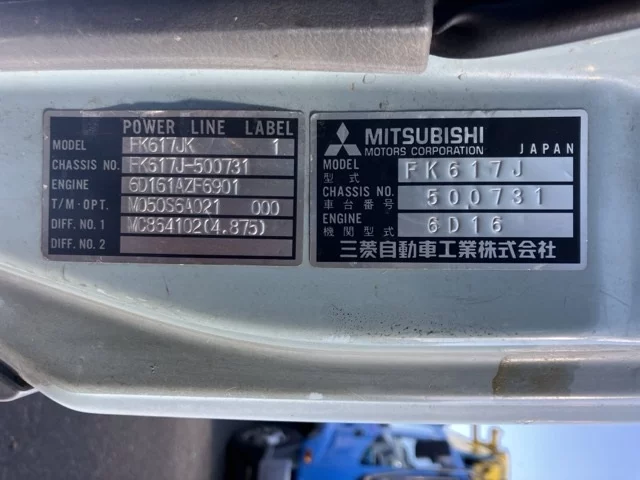 POWER LINE LABEL
MODEL FK617JK 1
CHASSIS NO. FK617J-500731
ENGINE 6D161AZF6901
T/M·OPT. M050S6A021 000
DIFF. NO. 1 MC864102(4.875)
DIFF. NO. 2
MITSUBISHI
MOTORS CORPORATION JAPAN
MODEL
型式 FK617J
CHASSIS NO.
車台番号 500731
ENGINE
機関型式 6D16
三菱自動車工業株式会社